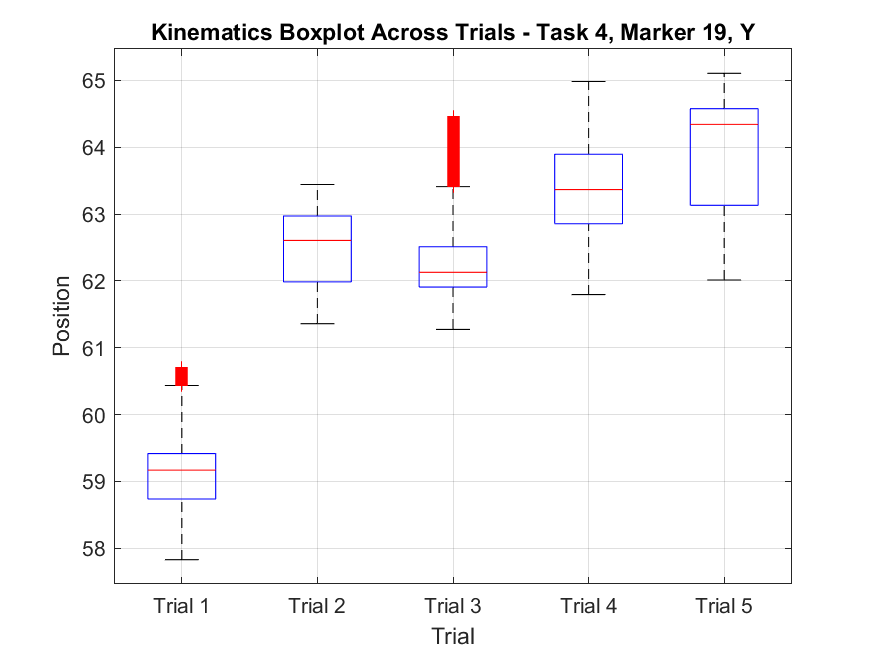 Kinematics Boxplot Across Trials - Task 4, Marker 19, Y
65
64
63
62
61
60
59
58
Position
Trial 1
Trial 2
Trial 3
Trial 4
Trial 5
Trial